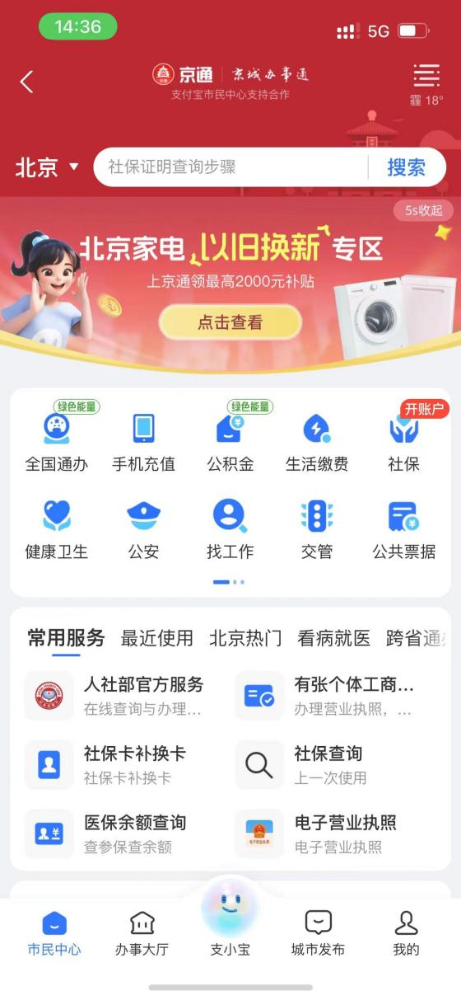 14:36
5G
京通 京城办事通
支付宝市民中心支持合作
霾 18°
北京
社保证明查询步骤
搜索
5s收起
北京家电以旧换新专区
上京通领最高2000元补贴
点击查看
绿色能量
绿色能量
开账户
全国通办
手机充值
公积金
生活缴费
社保
健康卫生
公安
找工作
交管
公共票据
常用服务
最近使用
北京热门
看病就医
跨省通
人社部官方服务
在线查询与办理...
有张个体工商...
办理营业执照，...
社保卡补换卡
社保卡补换卡
社保查询
上一次使用
医保余额查询
查参保查余额
电子营业执照
电子营业执照
电子营业执照
市民中心
办事大厅
支小宝
城市发布
我的